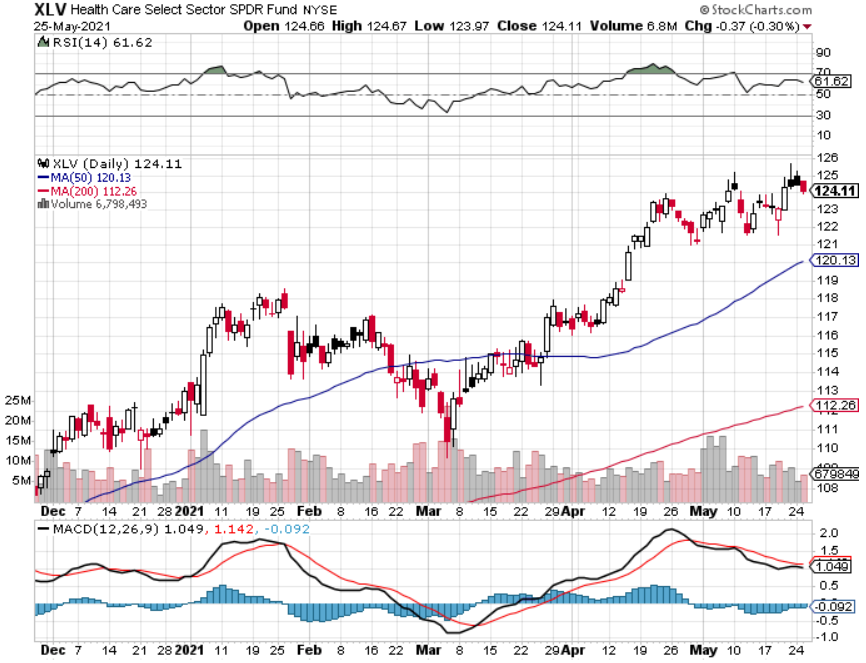 XLV Health Care Select Sector SPDR Fund NYSE © StockCharts.com
25-May-2021 Open 124.66 High 124.67 Low 123.97 Close 124.11 Volume 6.8M Chg -0.37 (-0.30%)
RSI(14) 61.62
90
70
61.62
50
30
10
XLV (Daily) 124.11
MA(50) 120.13
MA(200) 112.26
Volume 6,798,493
126
125
124.11
123
122
121
120.13
119
118
117
116
115
114
113
112.26
111
110
108
25M
20M
15M
10M
5M
679849
Dec 7 14 21 28 2021 11 19 25 Feb 8 16 22 Mar 8 15 22 29 Apr 12 19 26 May 10 17 24
MACD(12,26,9) 1.049, 1.142, -0.092
2.0
1.5
1.049
0.5
-0.092
-0.5
-1.0
Dec 7 14 21 28 2021 11 19 25 Feb 8 16 22 Mar 8 15 22 29 Apr 12 19 26 May 10 17 24